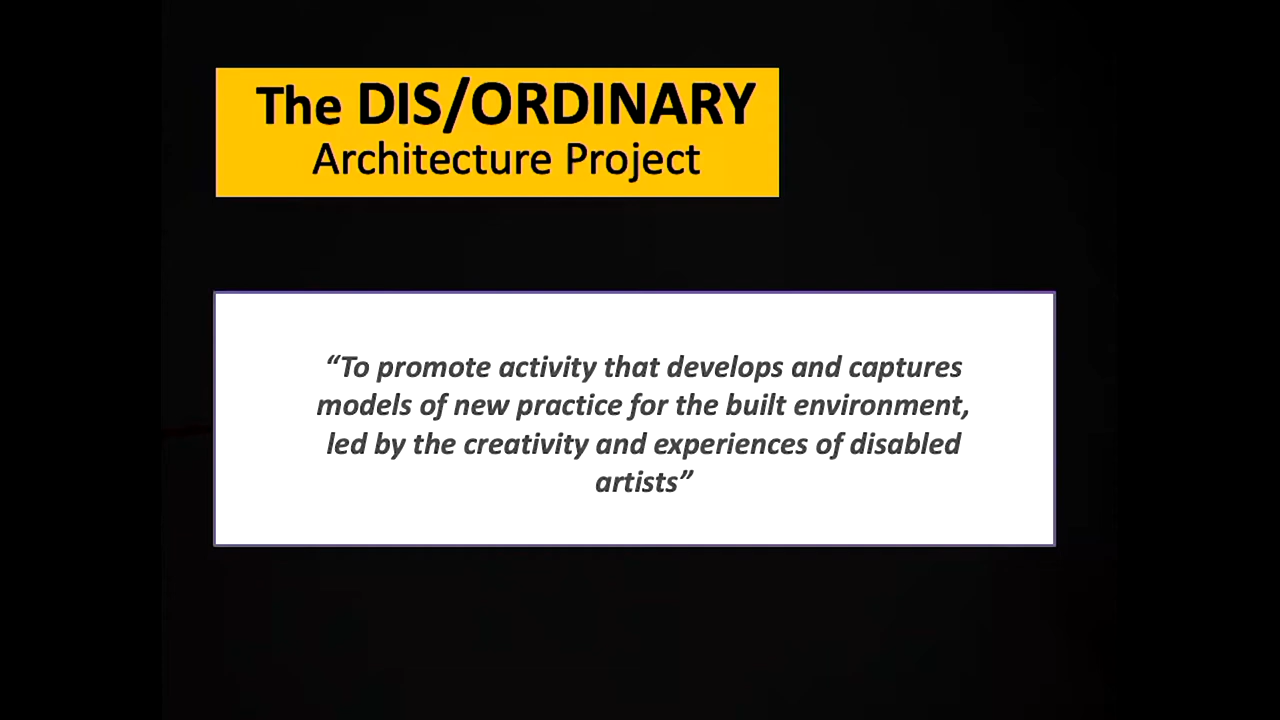 The DIS/ORDINARY
Architecture Project
“To promote activity that develops and captures
models of new practice for the built environment,
led by the creativity and experiences of disabled
artists”